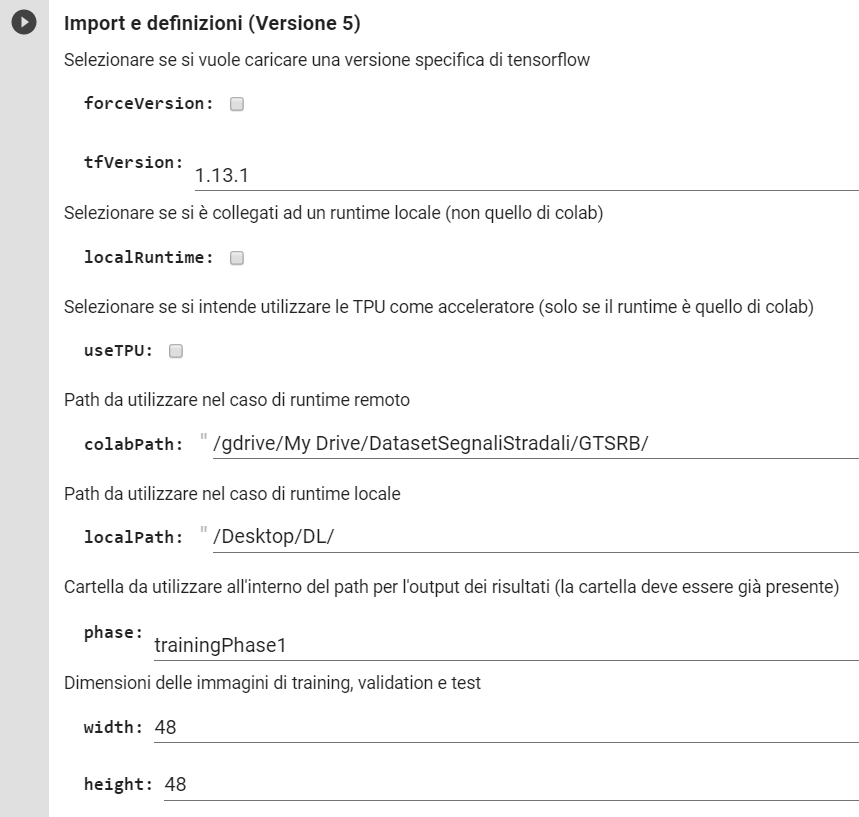 Import e definizioni (Versione 5)
Selezionare se si vuole caricare una versione specifica di tensorflow
forceVersion:
tfVersion: 1.13.1
Selezionare se si è collegati ad un runtime locale (non quello di colab)
localRuntime:
Selezionare se si intende utilizzare le TPU come acceleratore (solo se il runtime è quello di colab)
useTPU:
Path da utilizzare nel caso di runtime remoto
colabPath: " /gdrive/My Drive/DatasetSegnaliStradali/GTSRB/
Path da utilizzare nel caso di runtime locale
localPath: " /Desktop/DL/
Cartella da utilizzare all'interno del path per l'output dei risultati (la cartella deve essere già presente)
phase: trainingPhase1
Dimensioni delle immagini di training, validation e test
width: 48
height: 48